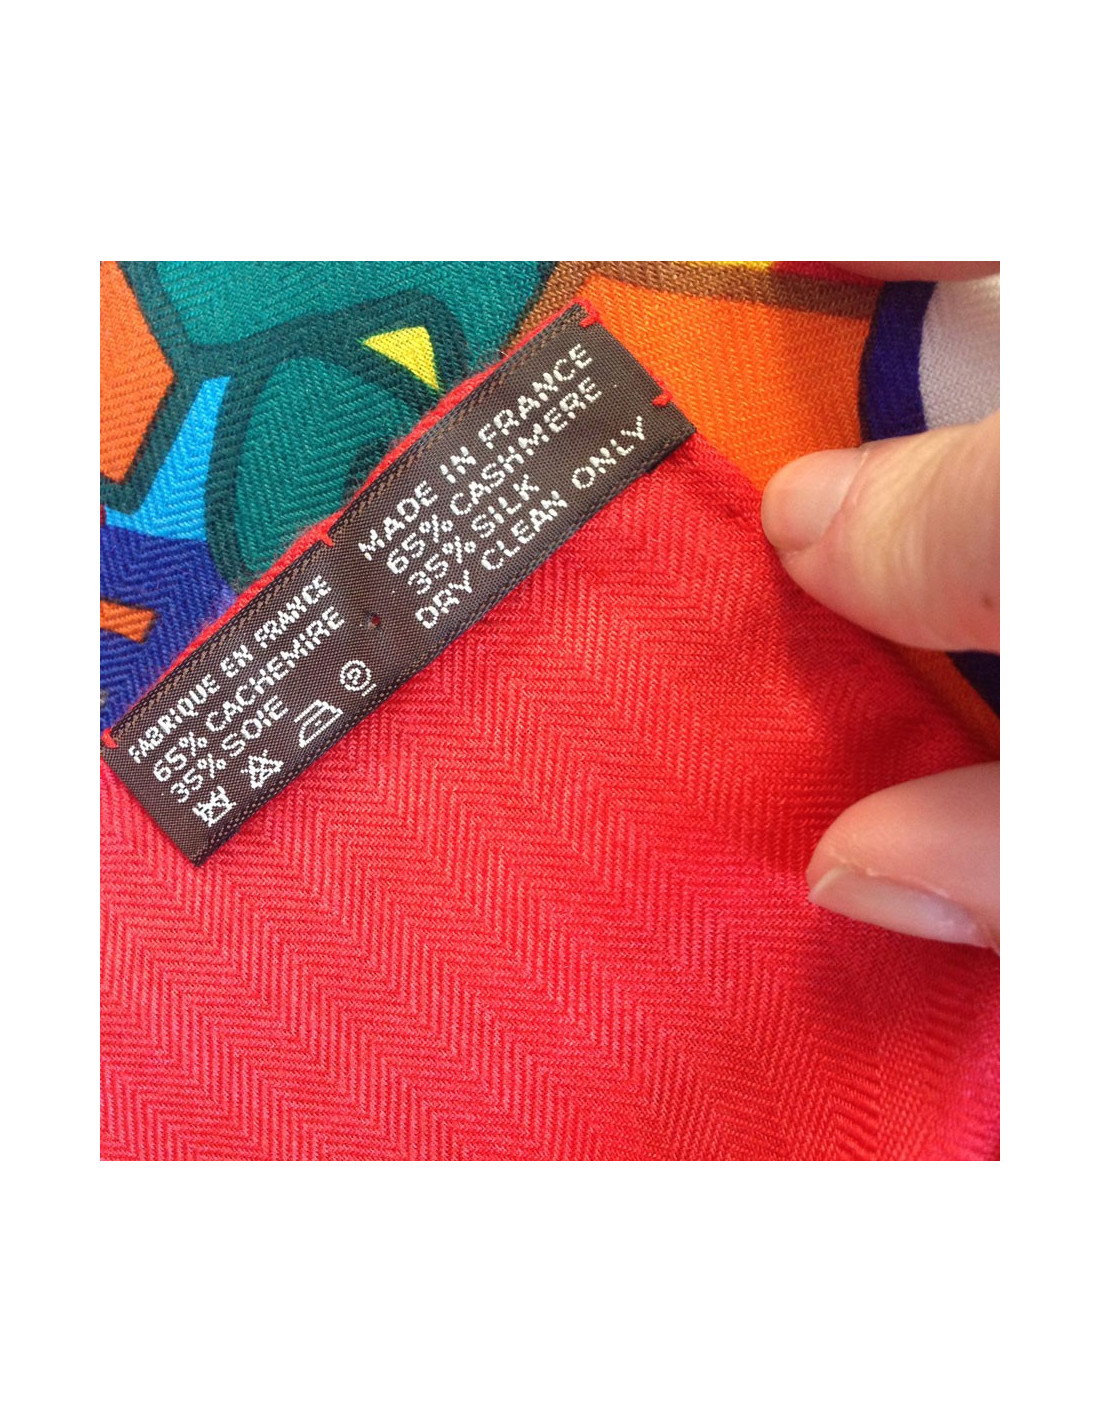 FABRIQUE EN FRANCE
65% CACHEMIRE
35% SOIE
P
MADE IN FRANCE
65% CASHMERE
35% SILK
DRY CLEAN ONLY